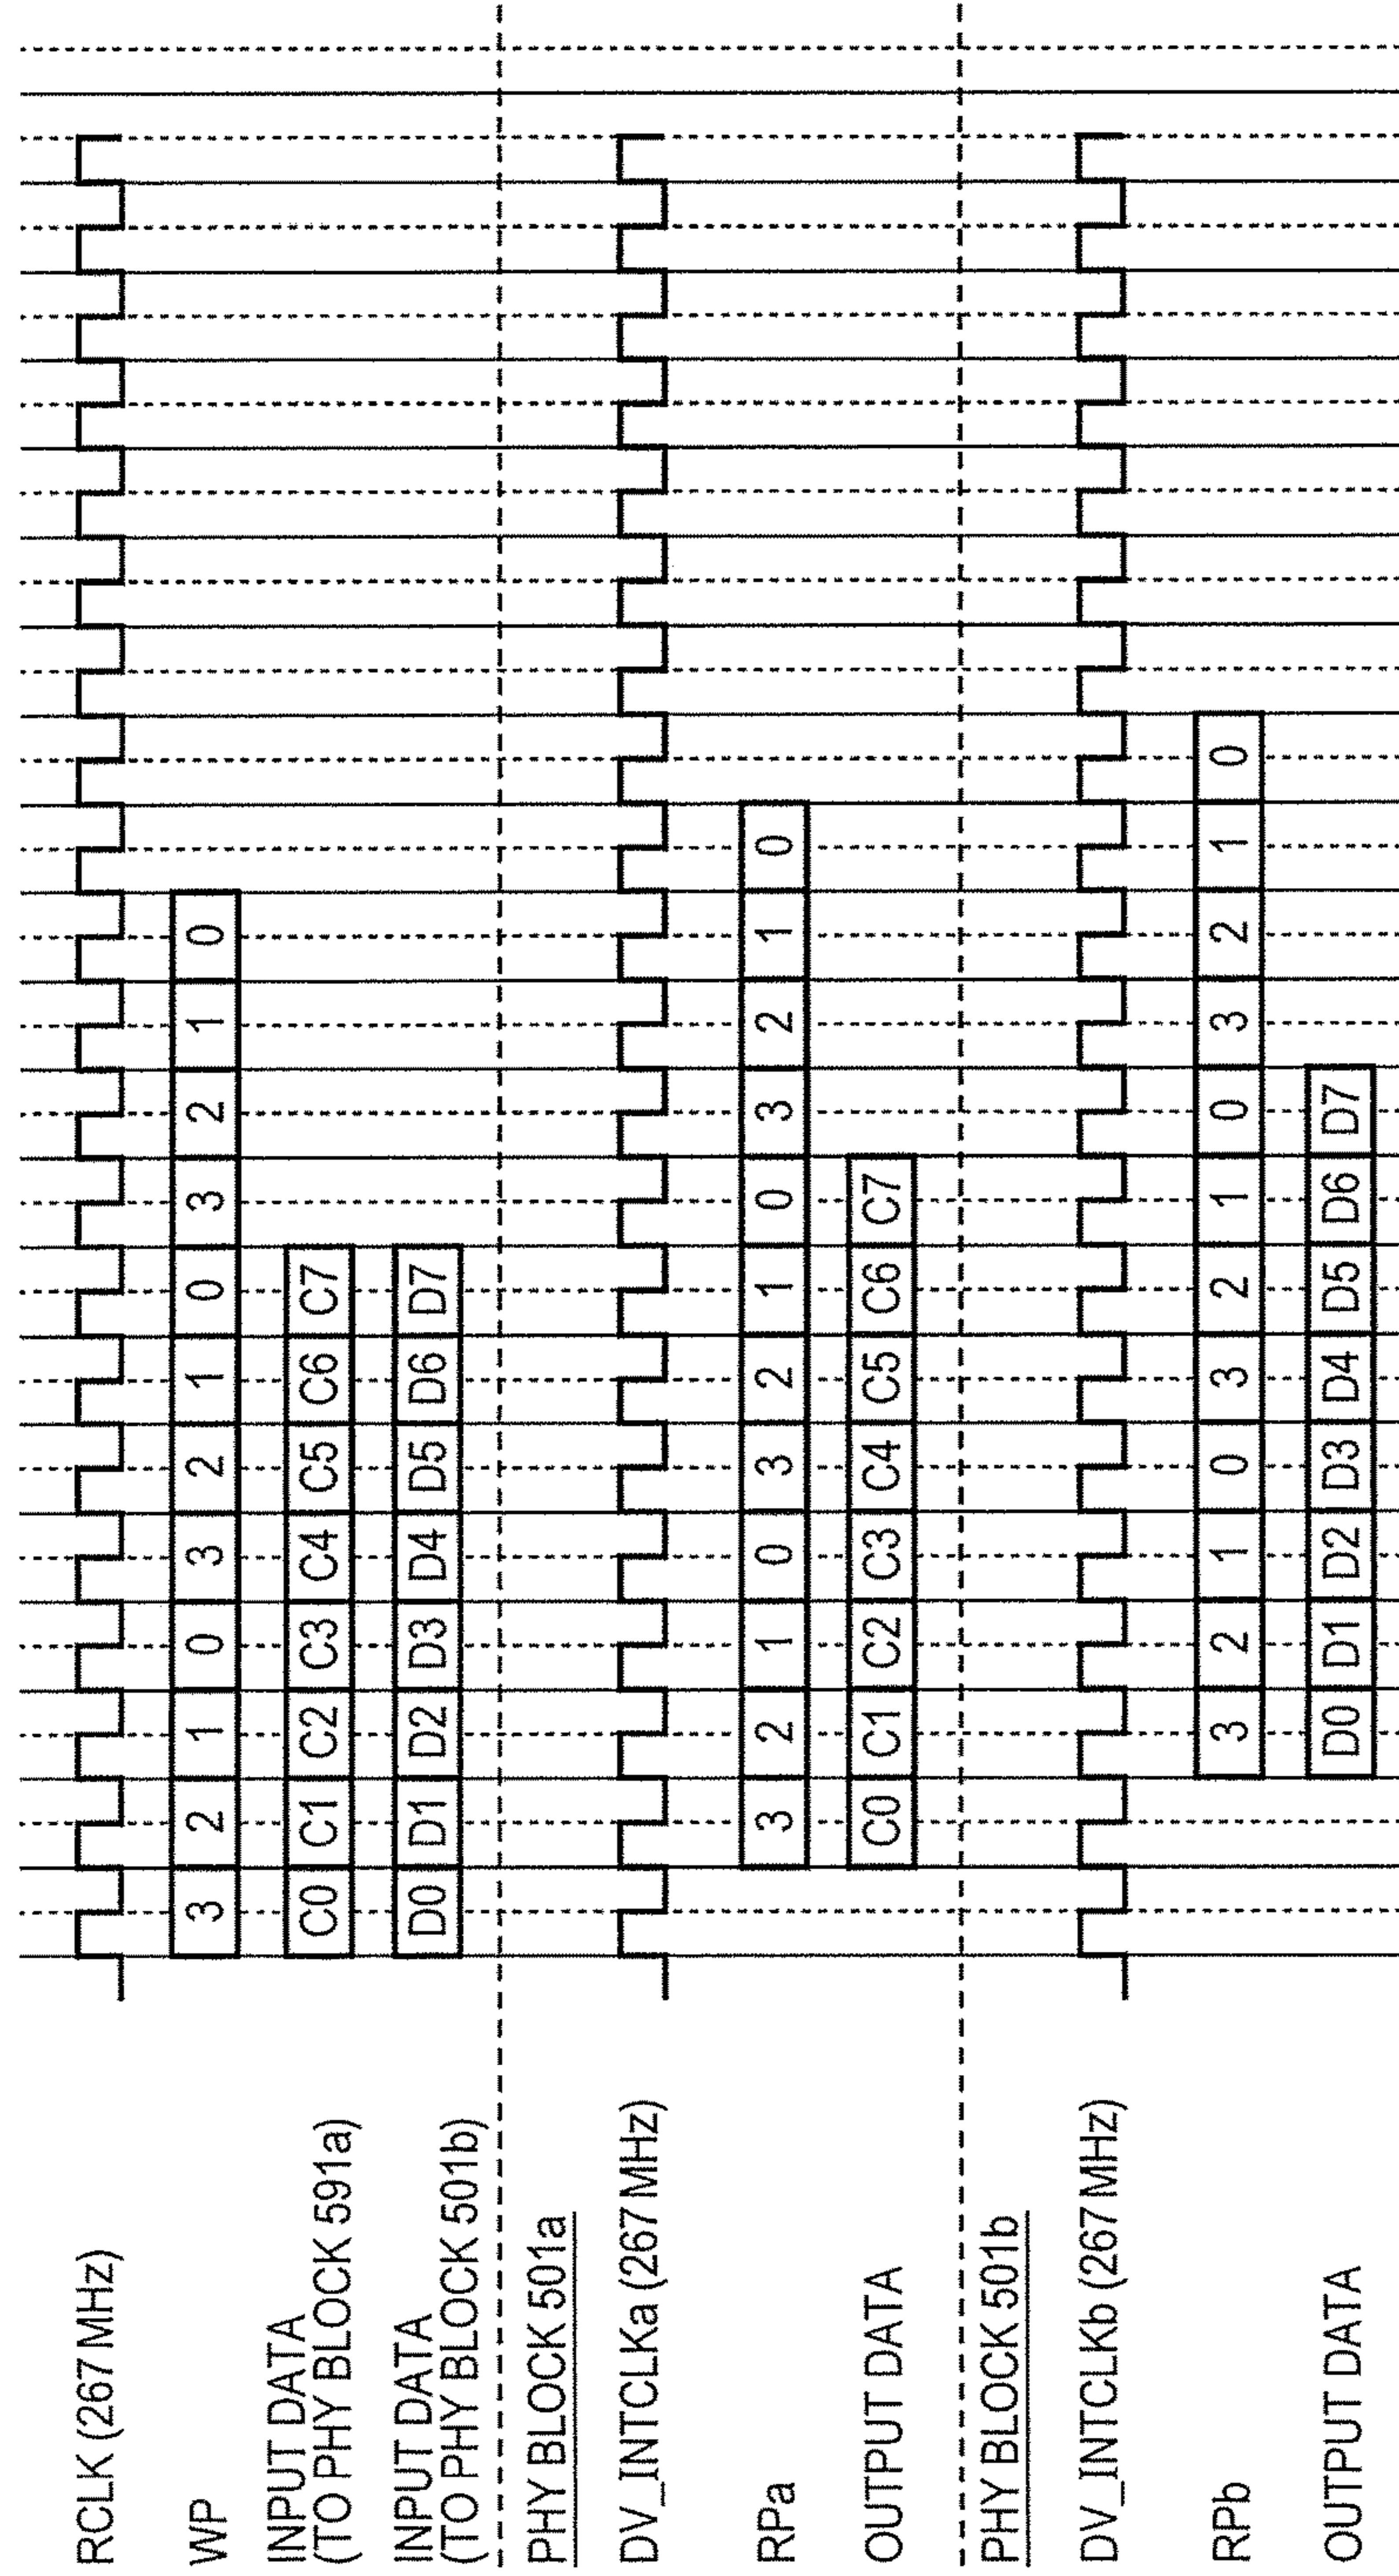 RCLK (267 MHz)
WP
3 2 1 0 3 2 1 0 3 2 1 0
INPUT DATA
(TO PHY BLOCK 591a)
C0 C1 C2 C3 C4 C5 C6 C7
INPUT DATA
(TO PHY BLOCK 501b)
D0 D1 D2 D3 D4 D5 D6 D7
PHY BLOCK 501a
DV_INTCLKa (267 MHz)
RPa
3 2 1 0 3 2 1 0 3 2 1 0
OUTPUT DATA
C0 C1 C2 C3 C4 C5 C6 C7
PHY BLOCK 501b
DV_INTCLKb (267 MHz)
RPb
3 2 1 0 3 2 1 0 3 2 1 0
OUTPUT DATA
D0 D1 D2 D3 D4 D5 D6 D7